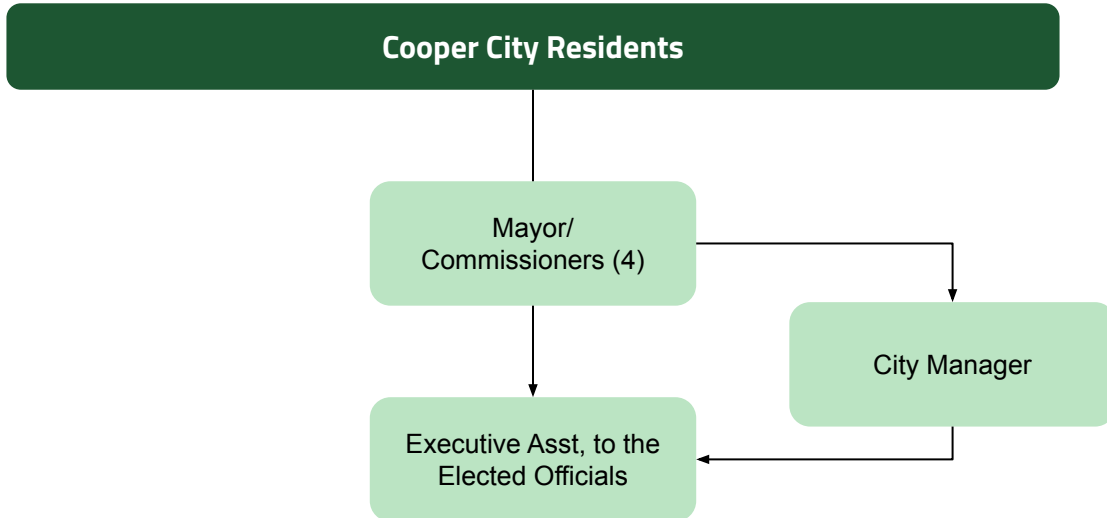 Cooper City Residents
Mayor/
Commissioners (4)
City Manager
Executive Asst, to the
Elected Officials